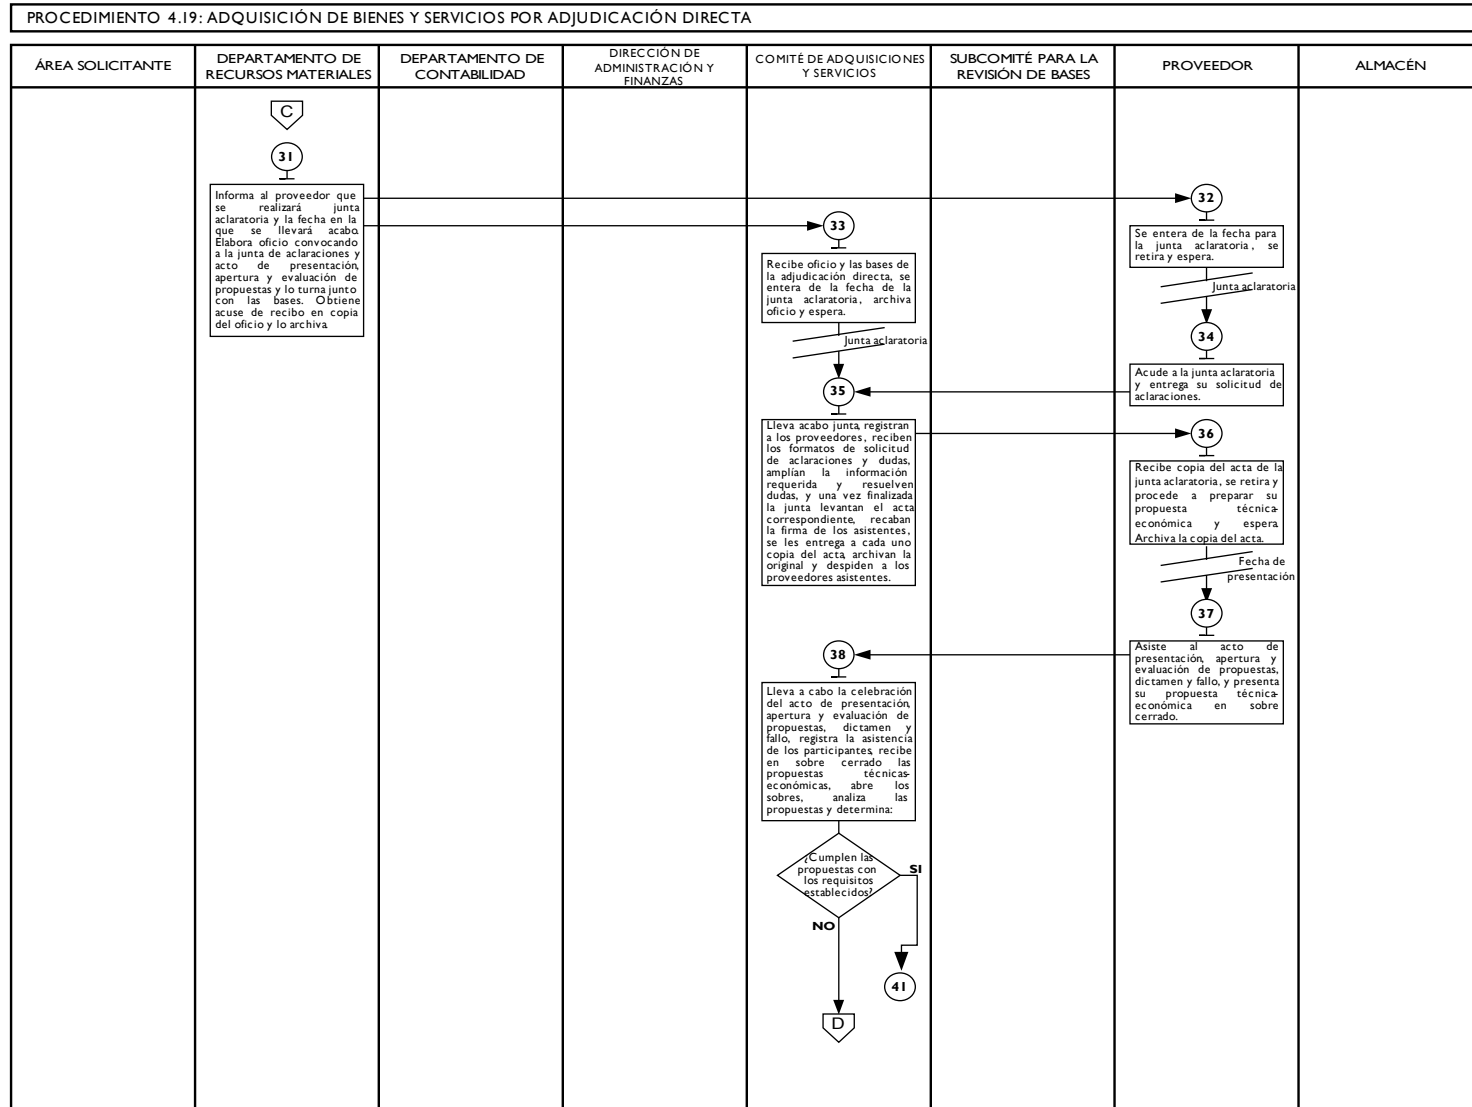 PROCEDIMIENTO 4.19: ADQUISICIÓN DE BIENES Y SERVICIOS POR ADJUDICACIÓN DIRECTA
ÁREA SOLICITANTE
DEPARTAMENTO DE
RECURSOS MATERIALES
DEPARTAMENTO DE
CONTABILIDAD
DIRECCIÓN DE
ADMINISTRACIÓN Y
FINANZAS
COMITÉ DE ADQUISICIONES
Y SERVICIOS
SUBCOMITÉ PARA LA
REVISIÓN DE BASES
PROVEEDOR
ALMACÉN
C
31
Informa al proveedor que
se realizará junta
aclaratoria y la fecha en la
que se llevará acabo.
Elabora oficio convocando
a la junta de aclaraciones y
acto de presentación,
apertura y evaluación de
propuestas y lo turna junto
con las bases. Obtiene
acuse de recibo en copia
del oficio y lo archiva.
32
Se entera de la fecha para
la junta aclaratoria, se
retira y espera.
Junta aclaratoria
33
Recibe oficio y las bases de
la adjudicación directa, se
entera de la fecha de la
junta aclaratoria, archiva
oficio y espera.
Junta aclaratoria
34
Acude a la junta aclaratoria
y entrega su solicitud de
aclaraciones.
35
Lleva acabo junta, registran
a los proveedores, reciben
los formatos de solicitud
de aclaraciones y dudas,
amplían la información
requerida y resuelven
dudas, y una vez finalizada
la junta levantan el acta
correspondiente, recaban
la firma de los asistentes,
se les entrega a cada uno
copia del acta, archivan la
original y despiden a los
proveedores asistentes.
36
Recibe copia del acta de la
junta aclaratoria, se retira y
procede a preparar su
propuesta técnica-
económica y espera.
Archiva la copia del acta.
Fecha de
presentación
37
Asiste al acto de
presentación, apertura y
evaluación de propuestas,
dictamen y fallo, y presenta
su propuesta técnica-
económica en sobre
cerrado.
38
Lleva a cabo la celebración
del acto de presentación,
apertura y evaluación de
propuestas, dictamen y
fallo, registra la asistencia
de los participantes, recibe
en sobre cerrado las
propuestas técnicas-
económicas, abre los
sobres, analiza las
propuestas y determina:
¿Cumplen las
propuestas con
los requisitos
establecidos?
SI
NO
41
D